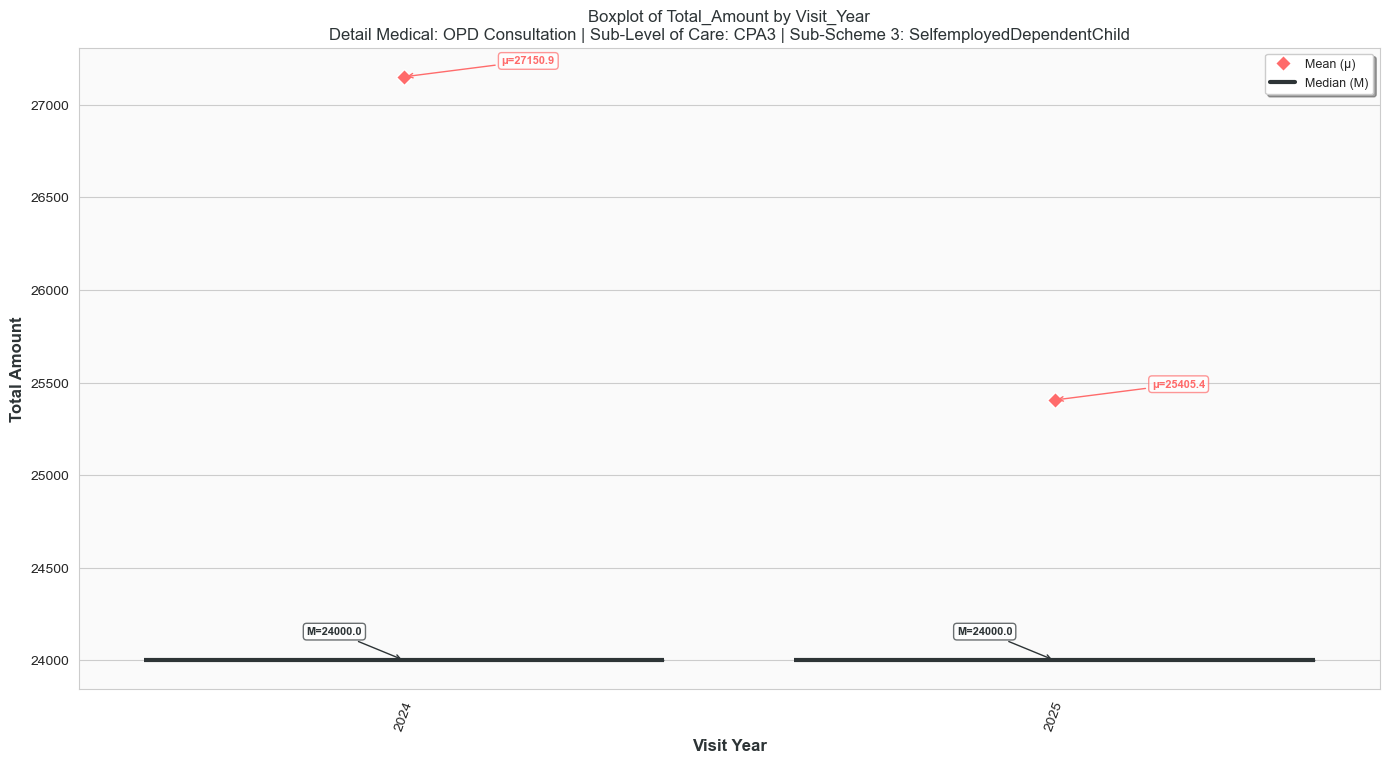 Boxplot of Total_Amount by Visit_Year
Detail Medical: OPD Consultation | Sub-Level of Care: CPA3 | Sub-Scheme 3: SelfemployedDependentChild
μ=27150.9
Mean (μ)
Median (M)
27000
26500
26000
25500
μ=25405.4
25000
24500
M=24000.0
M=24000.0
24000
Total Amount
2024
2025
Visit Year